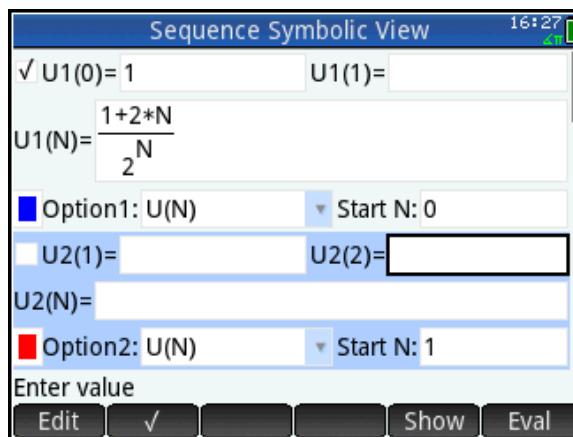 Sequence Symbolic View 16:27
∡π
✓ U1(0)= 1 U1(1)=
U1(N)= 1+2*N
2^N
Option1: U(N) Start N: 0
U2(1)= U2(2)=
U2(N)=
Option2: U(N) Start N: 1
Enter value
Edit ✓ Show Eval